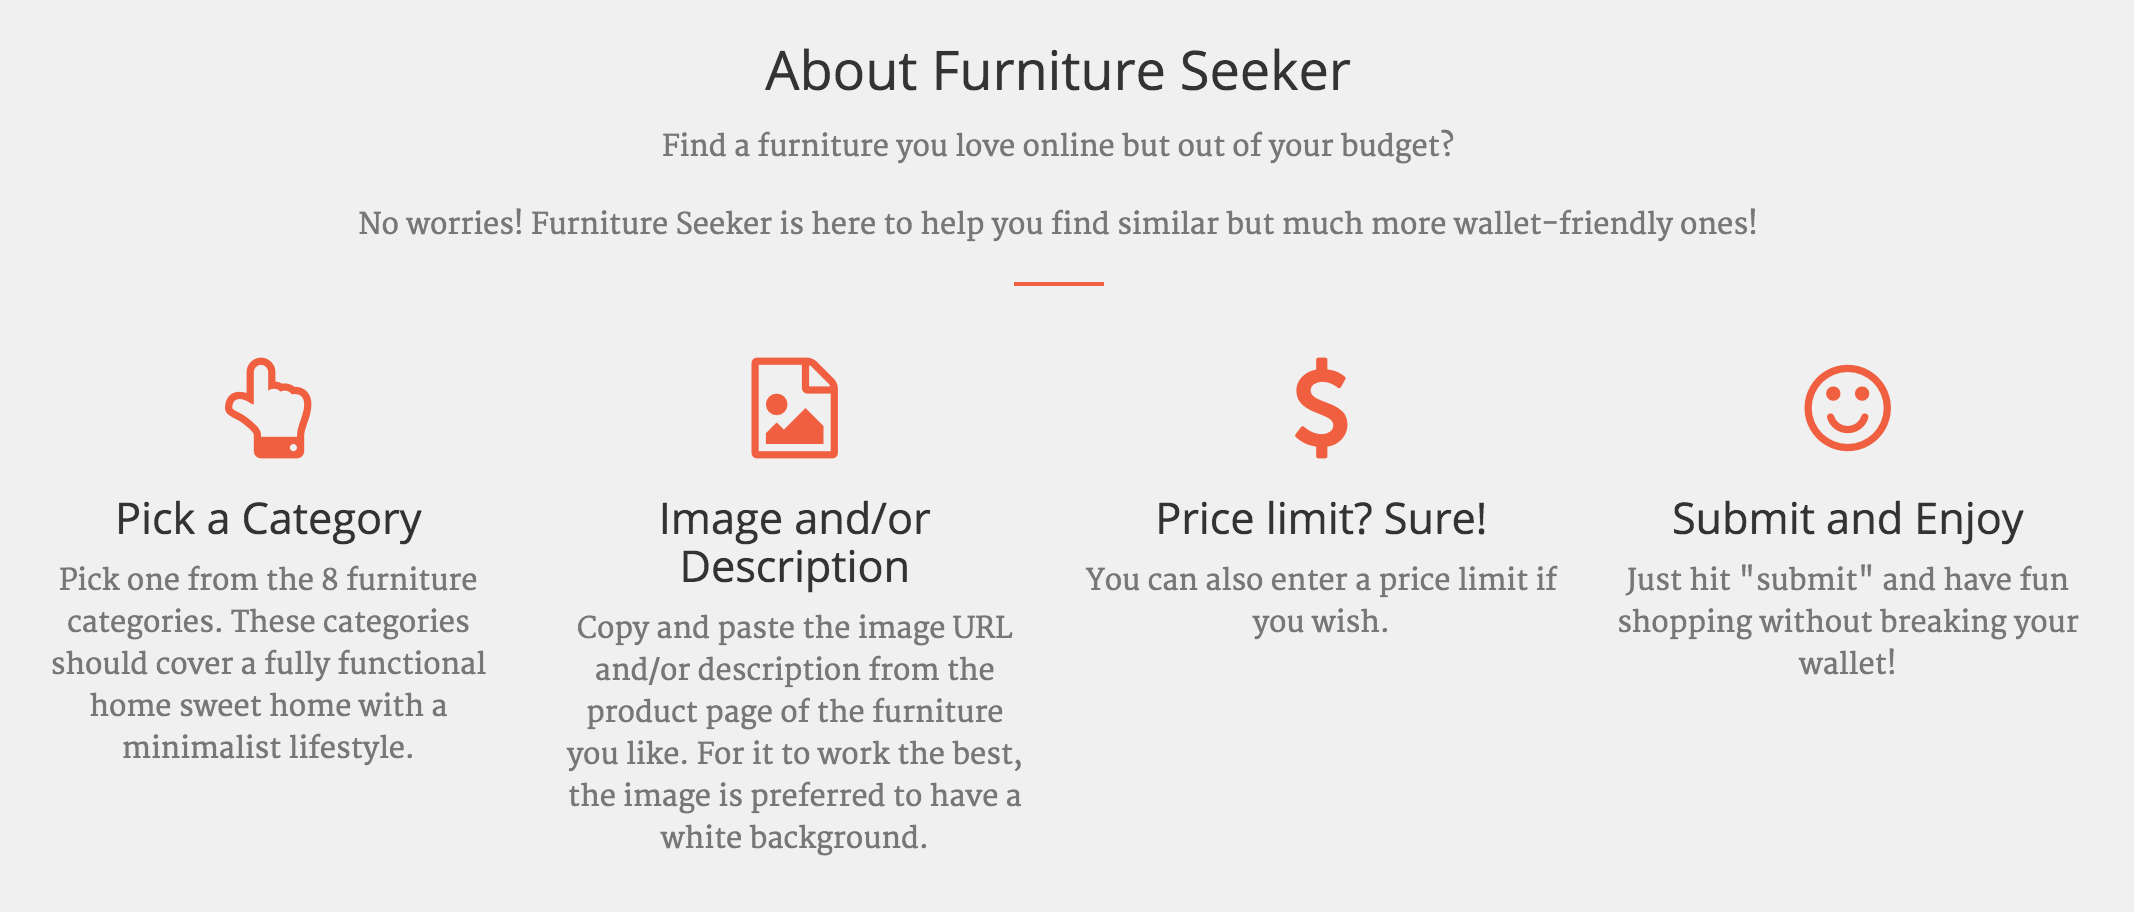 About Furniture Seeker
Find a furniture you love online but out of your budget?
No worries! Furniture Seeker is here to help you find similar but much more wallet-friendly ones!
Pick a Category
Pick one from the 8 furniture
categories. These categories
should cover a fully functional
home sweet home with a
minimalist lifestyle.
Image and/or
Description
Copy and paste the image URL
and/or description from the
product page of the furniture
you like. For it to work the best,
the image is preferred to have a
white background.
Price limit? Sure!
You can also enter a price limit if
you wish.
Submit and Enjoy
Just hit "submit" and have fun
shopping without breaking your
wallet!